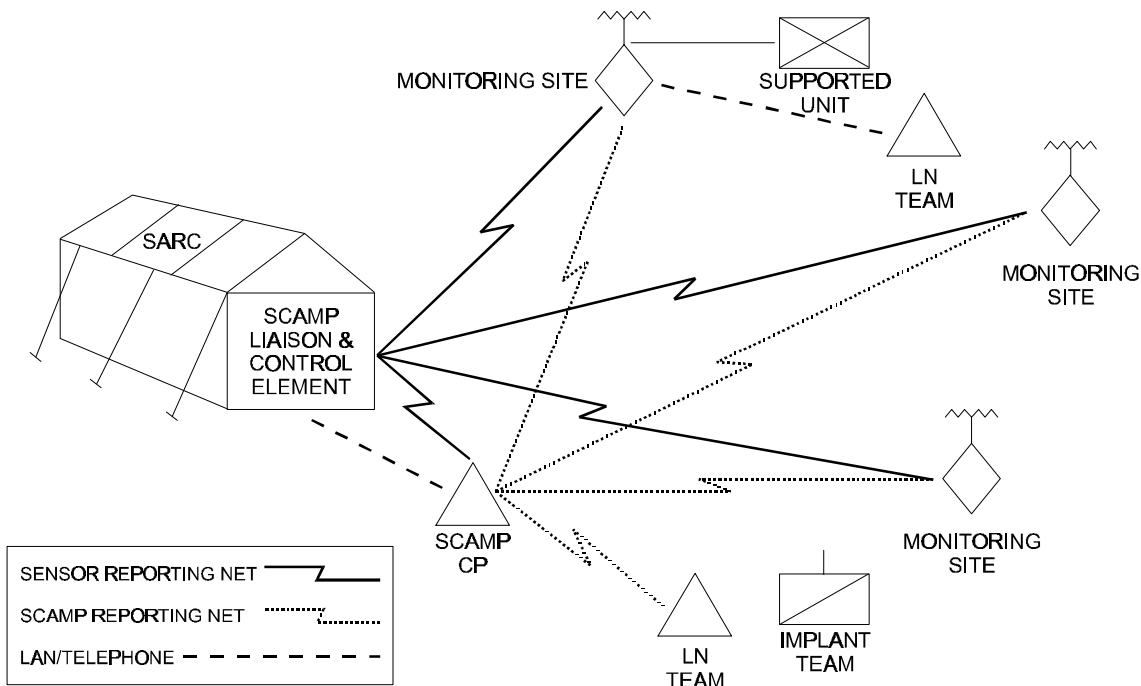 MONITORING SITE
SUPPORTED
UNIT
LN
TEAM
SARC
MONITORING
SITE
SCAMP
LIAISON &
CONTROL
ELEMENT
SCAMP
CP
MONITORING
SITE
LN
TEAM
IMPLANT
TEAM
SENSOR REPORTING NET
SCAMP REPORTING NET
LAN/TELEPHONE